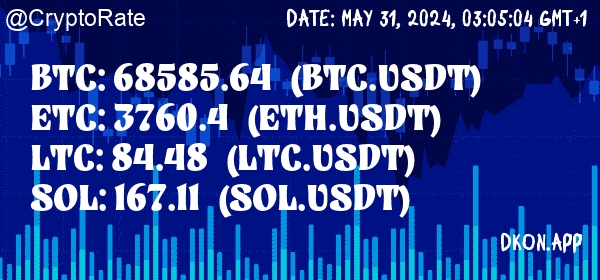 @CryptoRate
DATE: MAY 31, 2024, 03:05:04 GMT+1
BTC: 68585.64 (BTC.USDT)
ETC: 3760.4 (ETH.USDT)
LTC: 84.48 (LTC.USDT)
SOL: 167.11 (SOL.USDT)
DKON.APP